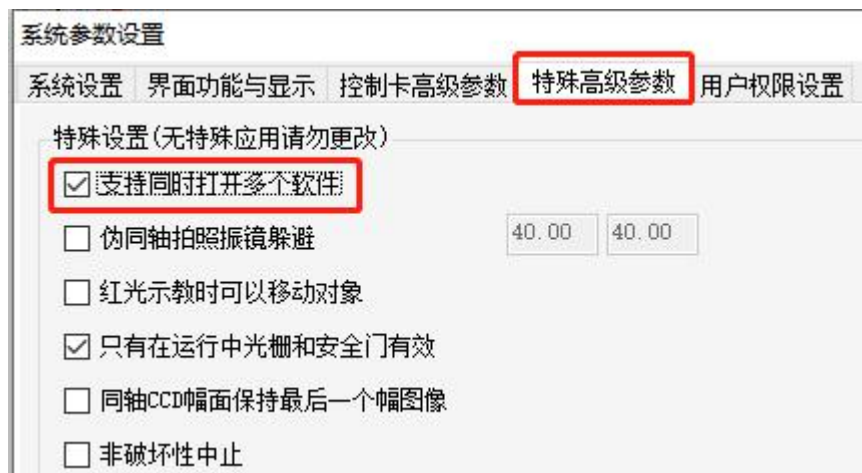 系统参数设置
系统设置 界面功能与显示 控制卡高级参数 特殊高级参数 用户权限设置
特殊设置(无特殊应用请勿更改)
支持同时打开多个软件
伪同轴拍照振镜躲避 40.00 40.00
红光示教时可以移动对象
只有在运行中光栅和安全门有效
同轴CCD幅面保持最后一个幅图像
非破坏性中止